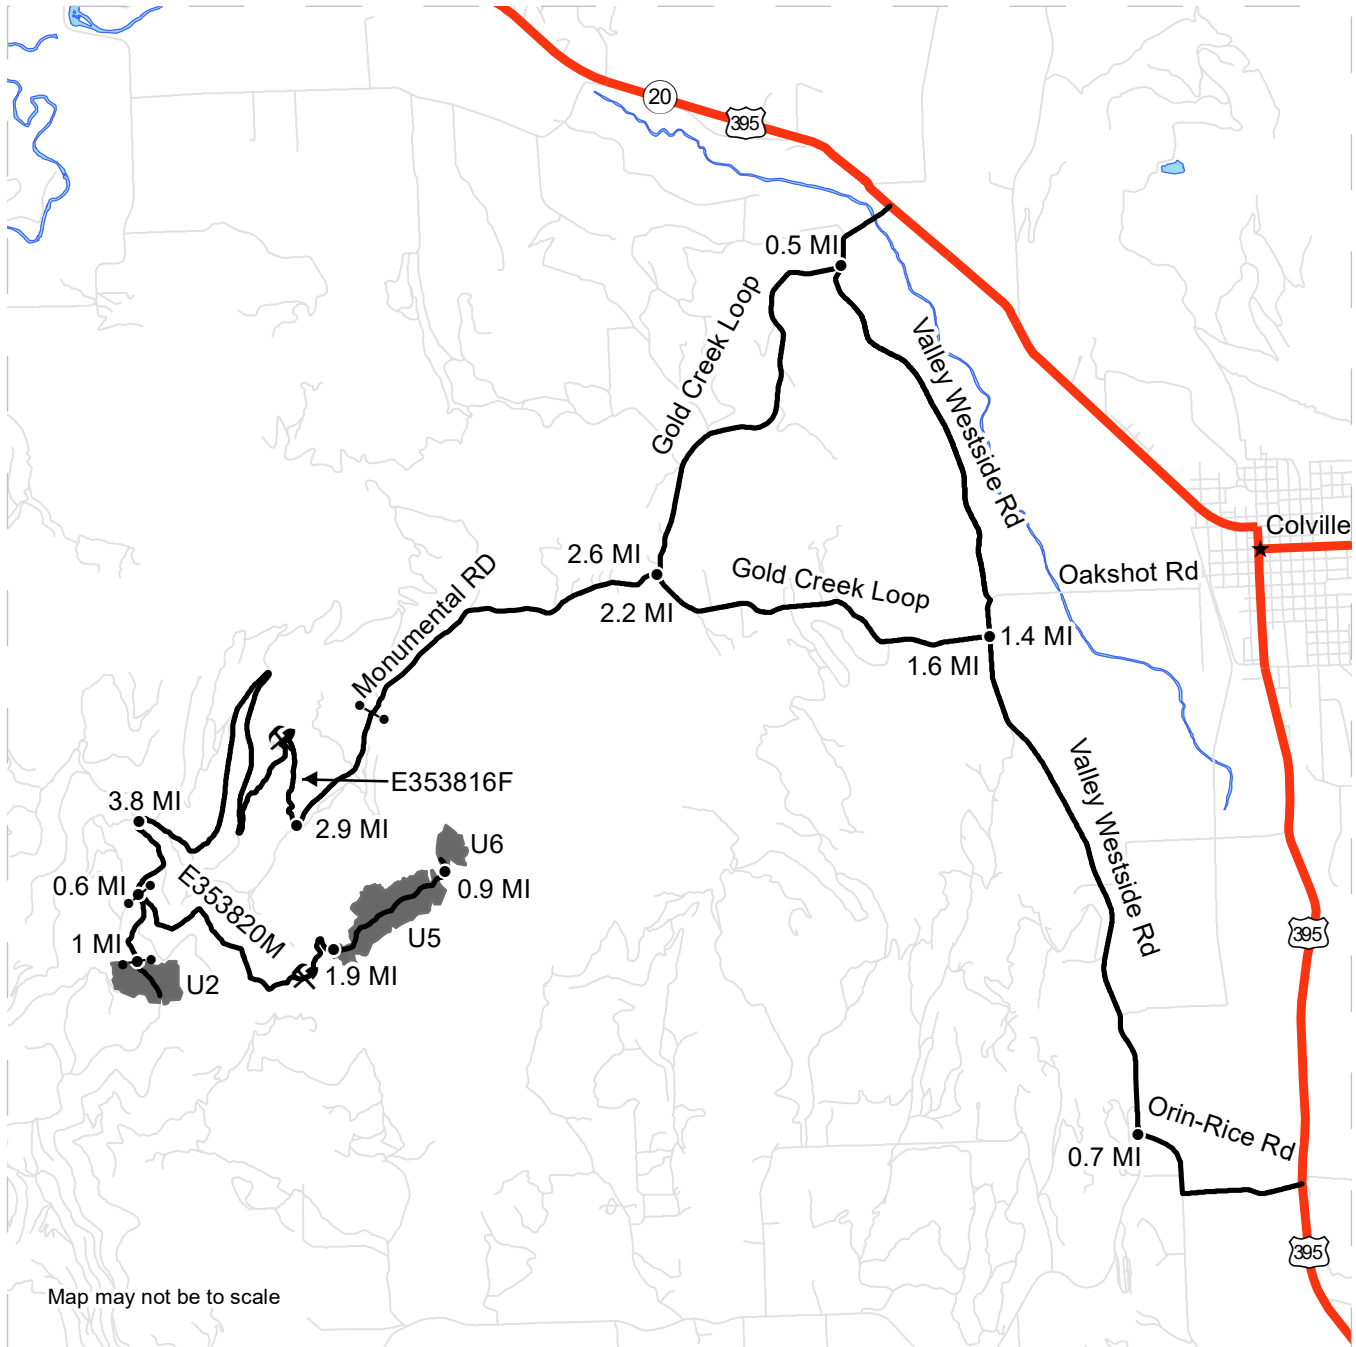 20
395
0.5 MI
Gold Creek Loop
Valley Westside Rd
Colville
2.6 MI
Monumental RD
Gold Creek Loop
Oakshot Rd
2.2 MI
1.4 MI
1.6 MI
E353816F
3.8 MI
2.9 MI
Valley Westside Rd
U6
0.6 MI
E353820M
0.9 MI
395
U5
1 MI
1.9 MI
U2
Orin-Rice Rd
0.7 MI
395
Map may not be to scale